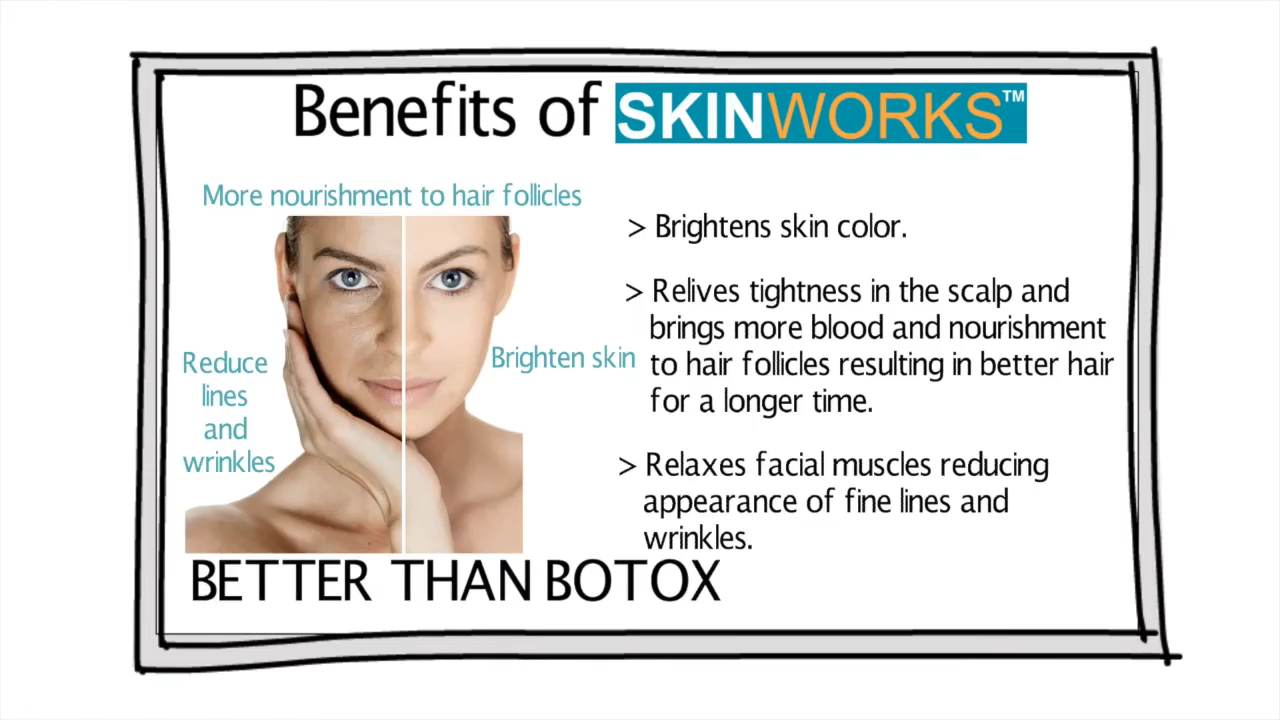 Benefits of SKINWORKS™
More nourishment to hair follicles
Reduce
lines
and
wrinkles
Brighten skin
> Brightens skin color.
> Relives tightness in the scalp and
brings more blood and nourishment
to hair follicles resulting in better hair
for a longer time.
> Relaxes facial muscles reducing
appearance of fine lines and
wrinkles.
BETTER THAN BOTOX